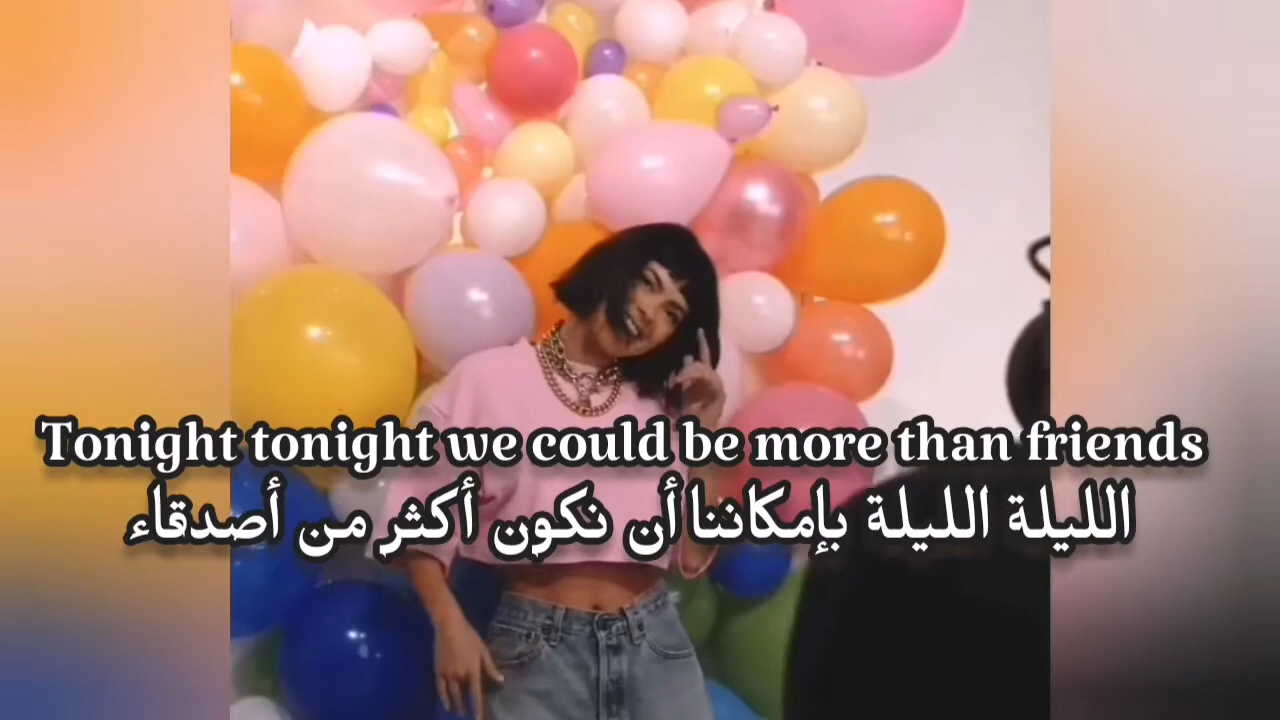 Tonight tonight we could be more than friends
الليلة الليلة بإمكاننا أن نكون أكثر من أصدقاء